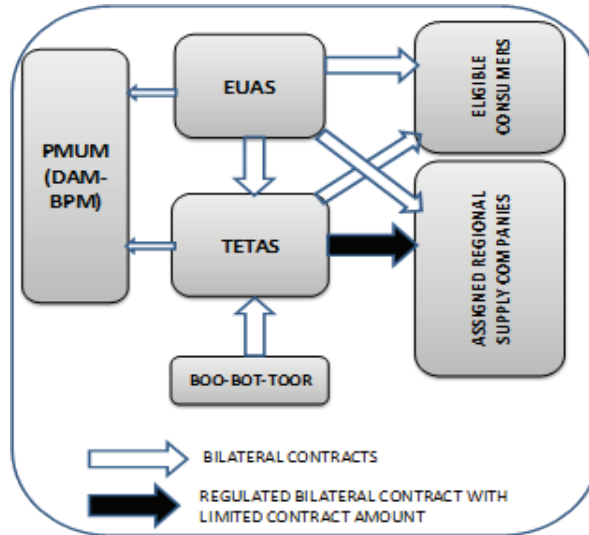 EUAS
ELIGIBLE
CONSUMERS
PMUM
(DAM-
BPM)
TETAS
ASSIGNED REGIONAL
SUPPLY COMPANIES
BOO-BOT-TOOR
BILATERAL CONTRACTS
REGULATED BILATERAL CONTRACT WITH
LIMITED CONTRACT AMOUNT